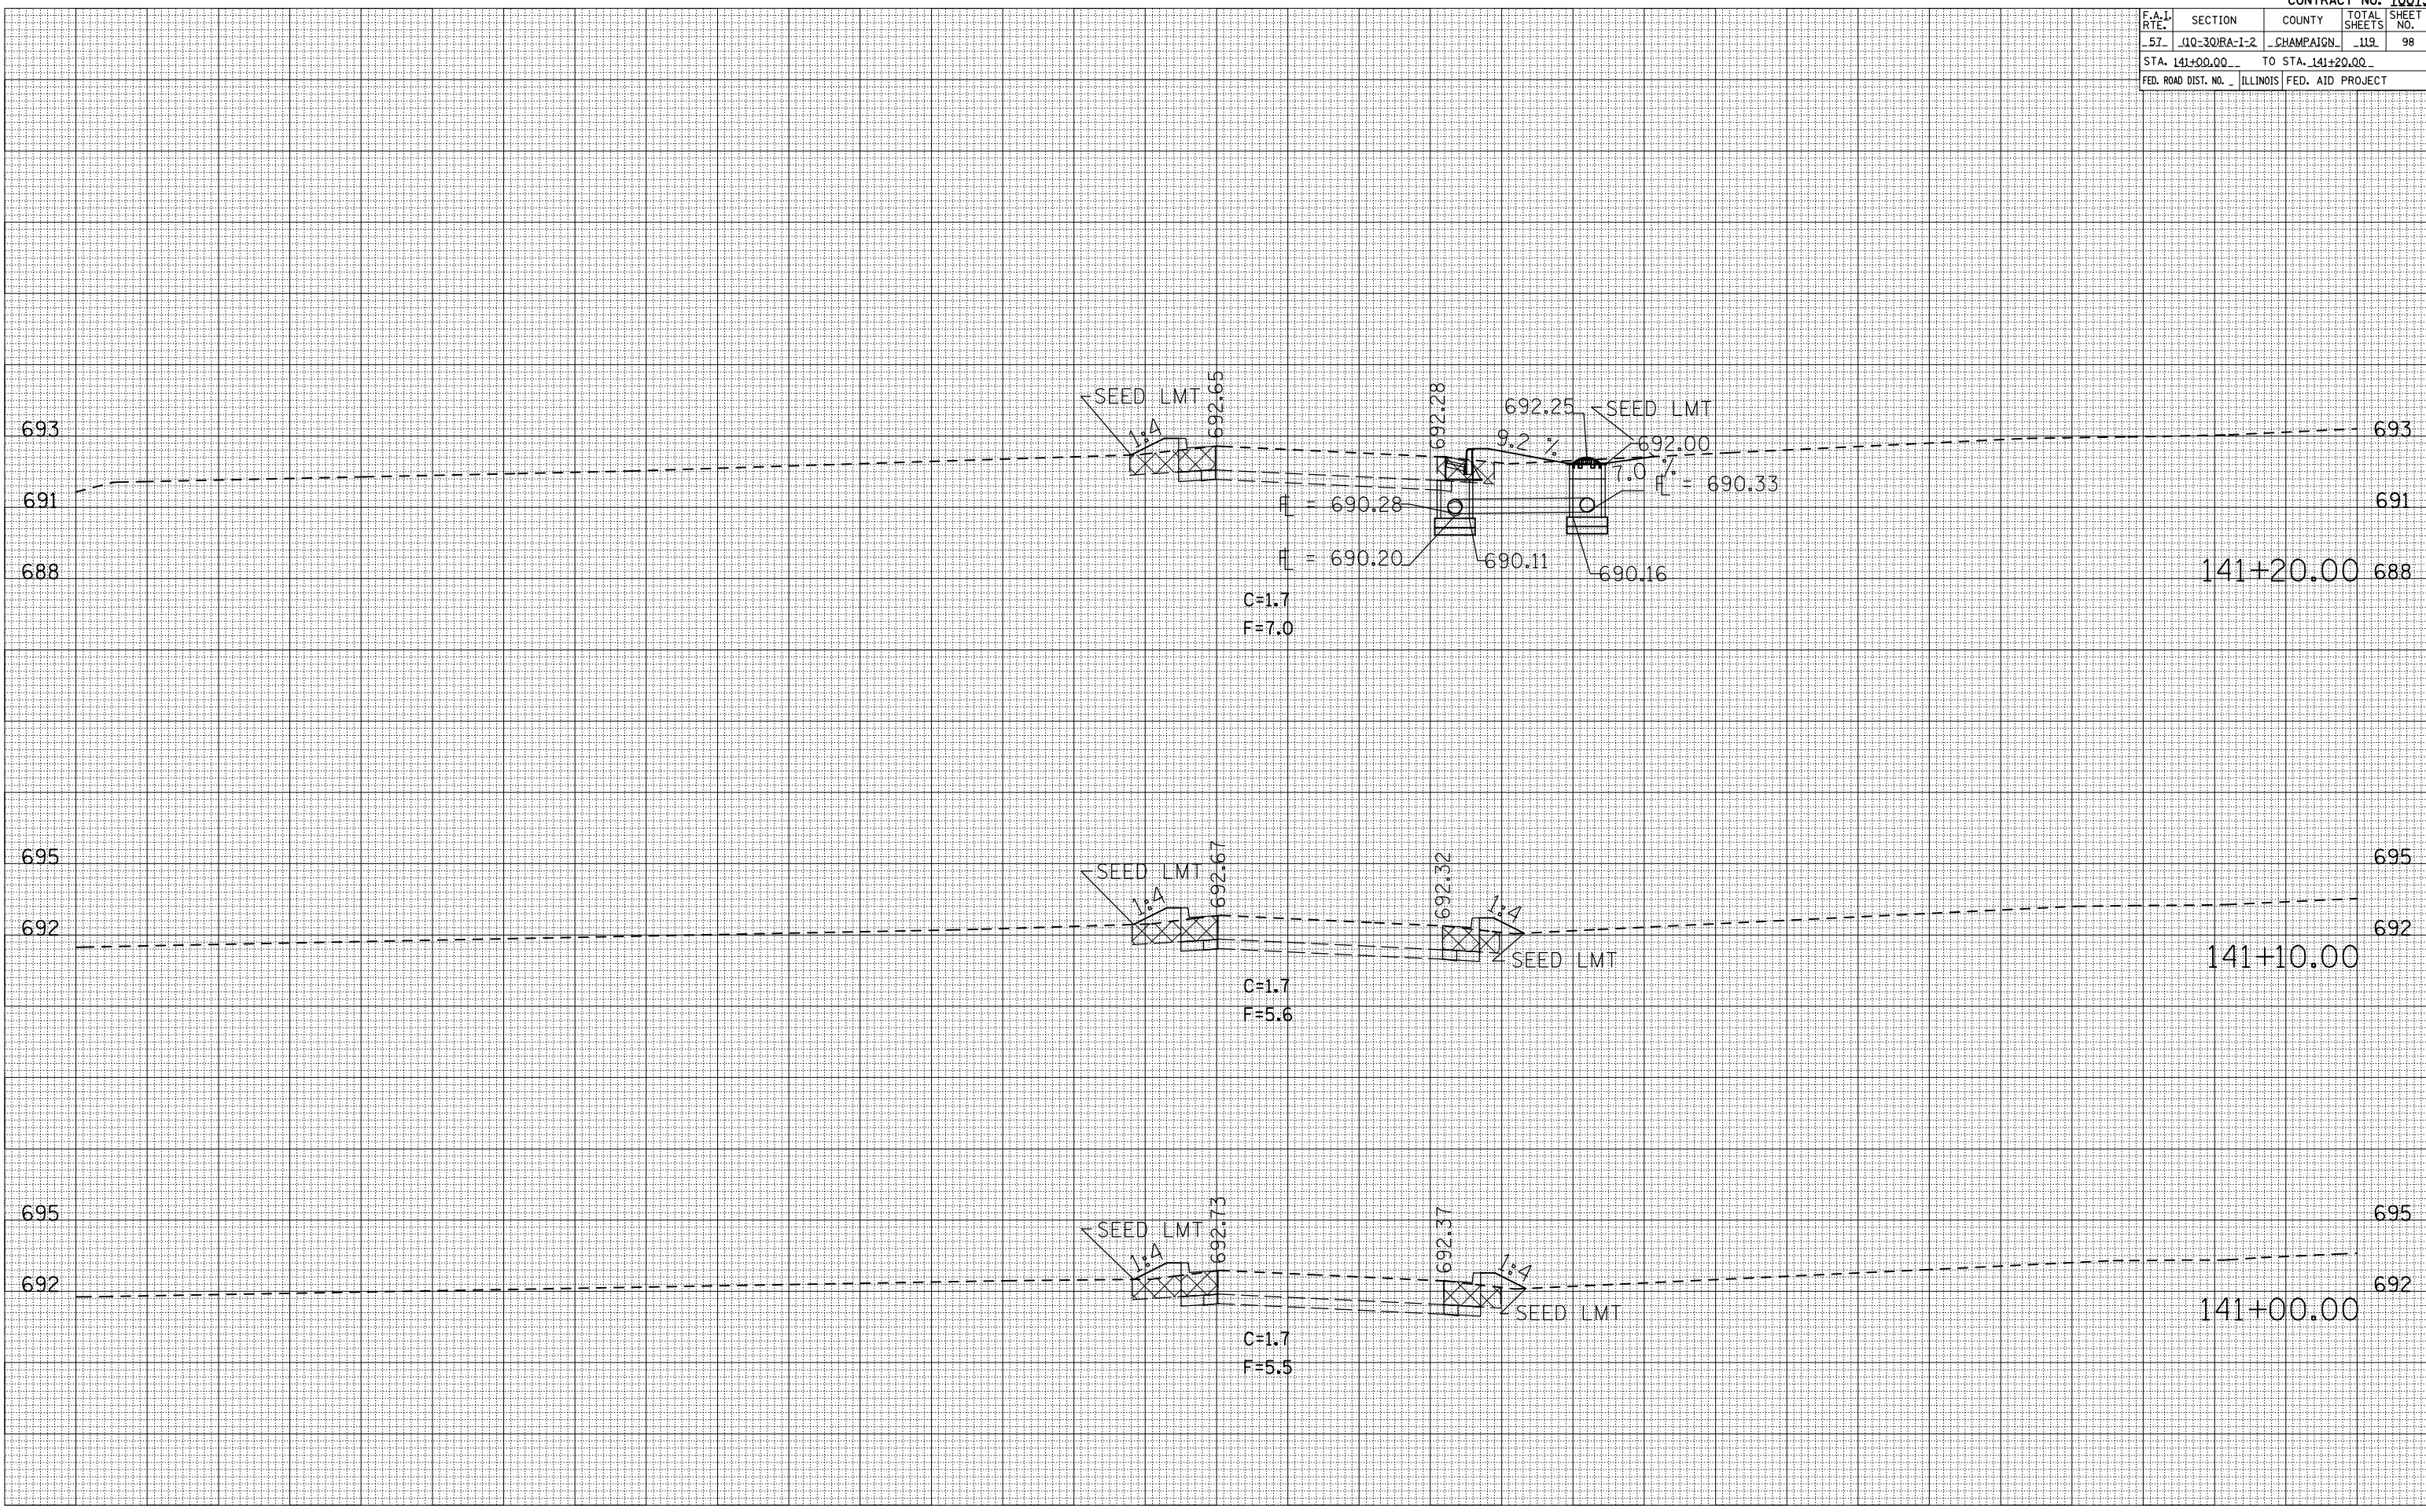 CONTRACT NO.
F.A.I. RTE. SECTION COUNTY TOTAL SHEETS SHEET NO.
57 (10-30)RA-I-2 CHAMPAIGN 119 98
STA. 141+00.00 TO STA. 141+20.00
FED. ROAD DIST. NO. ILLINOIS FED. AID PROJECT
SEED LMT
1:4
692.65
692.28
692.25
SEED LMT
9.2 %
692.00
7.0 %
693
693
FL = 690.28
FL = 690.33
691
691
FL = 690.20
690.11
690.16
688
141+20.00 688
C=1.7
F=7.0
695
695
SEED LMT
1:4
692.67
692.32
1:4
692
692
SEED LMT
141+10.00
C=1.7
F=5.6
695
695
SEED LMT
1:4
692.73
692.37
1:4
692
692
SEED LMT
141+00.00
C=1.7
F=5.5